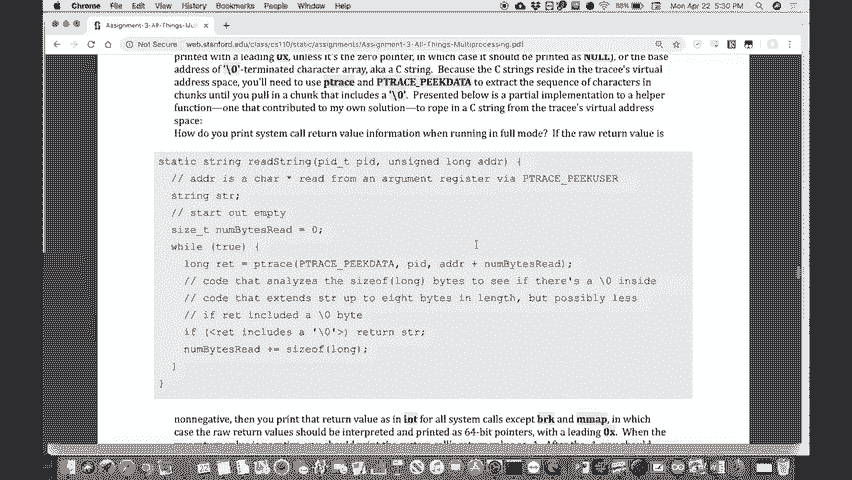 Chrome File Edit View History Bookmarks People Window Help
88% Mon Apr 22 5:30 PM
Assignment-3-All-Things-Mult
Not Secure web.stanford.edu/class/cs110/static/assignments/Assignment-3-All-Things-Multiprocessing.pdf
printed with a leading 0x, unless it's the zero pointer, in which case it should be printed as NULL), or the base
address of '\0'-terminated character array, aka a C string. Because the C strings reside in the tracee's virtual
address space, you'll need to use ptrace and PTRACE_PEEKDATA to extract the sequence of characters in
chunks until you pull in a chunk that includes a '\0'. Presented below is a partial implementation to a helper
function—one that contributed to my own solution—to rope in a C string from the tracee's virtual address
space:
How do you print system call return value information when running in full mode? If the raw return value is
static string readString(pid_t pid, unsigned long addr) {
// addr is a char * read from an argument register via PTRACE_PEEKUSER
string str;
// start out empty
size_t numBytesRead = 0;
while (true) {
long ret = ptrace(PTRACE_PEEKDATA, pid, addr + numBytesRead);
// code that analyzes the sizeof(long) bytes to see if there's a \0 inside
// code that extends str up to eight bytes in length, but possibly less
// if ret included a \0 byte
if (<ret includes a '\0'>) return str;
numBytesRead += sizeof(long);
}
}
nonnegative, then you print that return value as in int for all system calls except brk and mmap, in which
case the raw return values should be interpreted and printed as 64-bit pointers, with a leading 0x. When the